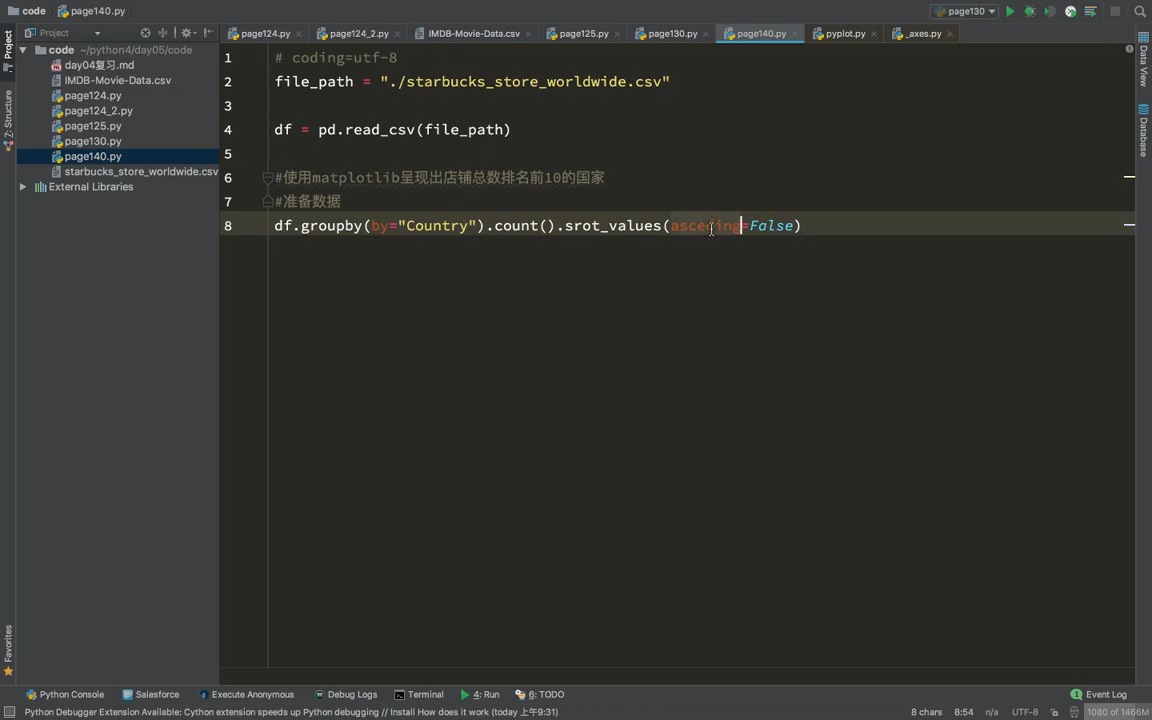 code page140.py page130
Project page124.py page124_2.py IMDB-Movie-Data.csv page125.py page130.py page140.py pyplot.py _axes.py
code ~/python4/day05/code
day04复习.md
IMDB-Movie-Data.csv
page124.py
page124_2.py
page125.py
page130.py
page140.py
starbucks_store_worldwide.csv
External Libraries
Project
Z: Structure
Favorites
1 # coding=utf-8
2 file_path = "./starbucks_store_worldwide.csv"
3
4 df = pd.read_csv(file_path)
5
6 #使用matplotlib呈现出店铺总数排名前10的国家
7 #准备数据
8 df.groupby(by="Country").count().srot_values(asceding=False)
Data View
Database
Python Console Salesforce Execute Anonymous Debug Logs Terminal 4: Run 6: TODO Event Log
Python Debugger Extension Available: Cython extension speeds up Python debugging // Install How does it work (today 上午9:31) 8 chars 8:54 n/a UTF-8 1080 of 1466M